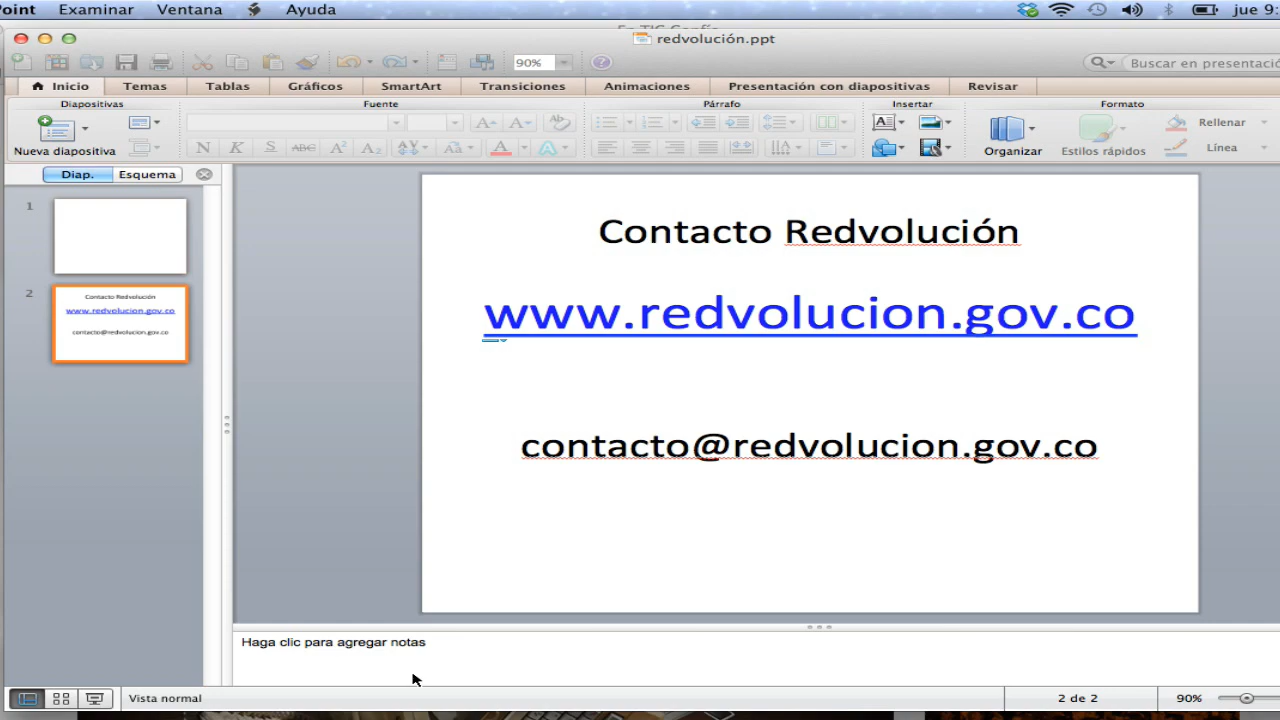 Point Examinar Ventana Ayuda jue 9:
redvolución.ppt
90% Buscar en presentació
Inicio Temas Tablas Gráficos SmartArt Transiciones Animaciones Presentación con diapositivas Revisar
Diapositivas Fuente Párrafo Insertar Formato
Nueva diapositiva N K S ABC A A Organizar Estilos rápidos Rellenar Línea
Diap. Esquema
1
2
Contacto Redvolución
www.redvolucion.gov.co
contacto@redvolucion.gov.co
Contacto Redvolución
www.redvolucion.gov.co
contacto@redvolucion.gov.co
Haga clic para agregar notas
Vista normal 2 de 2 90%